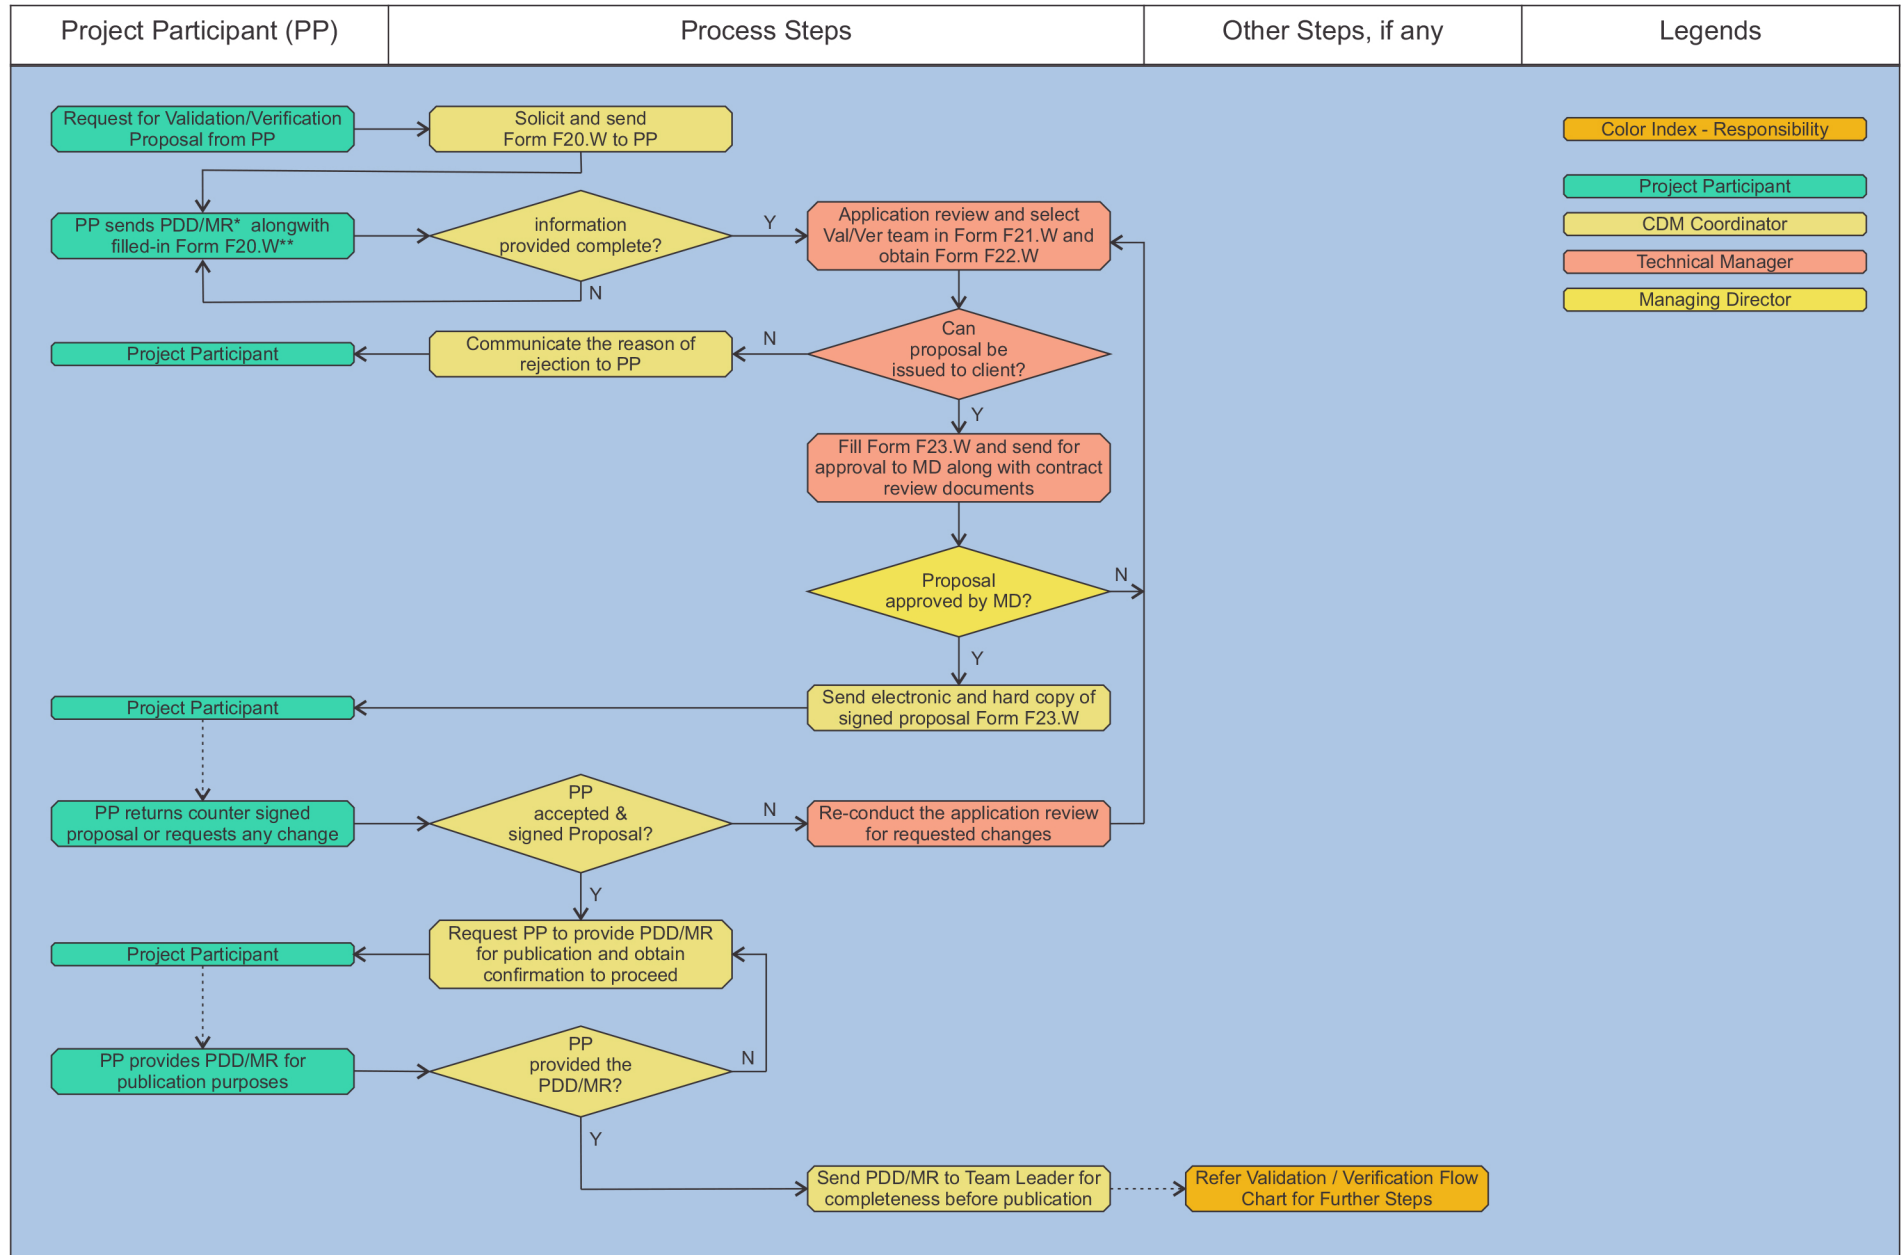 Project Participant (PP)
Process Steps
Other Steps, if any
Legends
Request for Validation/Verification
Proposal from PP
Solicit and send
Form F20.W to PP
Color Index - Responsibility
Project Participant
CDM Coordinator
Technical Manager
Managing Director
PP sends PDD/MR* alongwith
filled-in Form F20.W**
information
provided complete?
Y
N
Application review and select
Val/Ver team in Form F21.W and
obtain Form F22.W
Can
proposal be
issued to client?
N
Communicate the reason of
rejection to PP
Project Participant
Y
Fill Form F23.W and send for
approval to MD along with contract
review documents
Proposal
approved by MD?
N
Y
Send electronic and hard copy of
signed proposal Form F23.W
Project Participant
PP returns counter signed
proposal or requests any change
PP
accepted &
signed Proposal?
N
Re-conduct the application review
for requested changes
Y
Request PP to provide PDD/MR
for publication and obtain
confirmation to proceed
Project Participant
PP provides PDD/MR for
publication purposes
PP
provided the
PDD/MR?
N
Y
Send PDD/MR to Team Leader for
completeness before publication
Refer Validation / Verification Flow
Chart for Further Steps